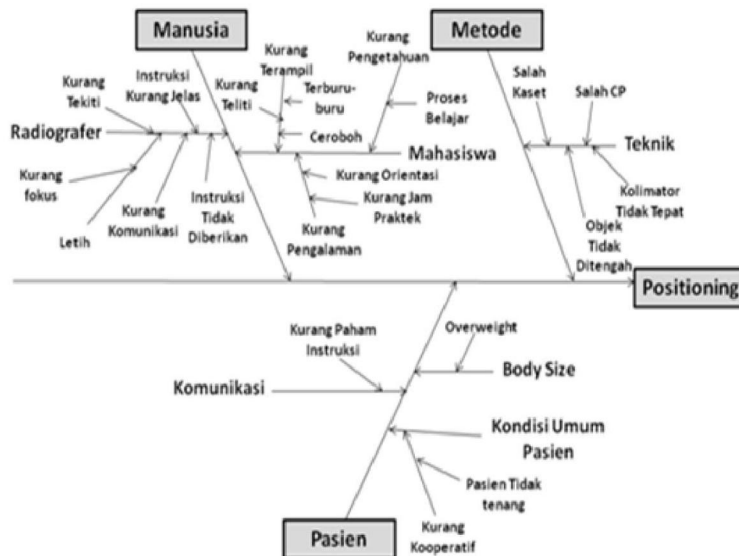 Manusia
Metode
Kurang
Terampil
Kurang
Pengetahuan
Kurang
Tekiti
Instruksi
Kurang Jelas
Kurang
Teliti
Terburu-
buru
Ceroboh
Proses
Belajar
Salah
Kaset
Salah CP
Radiografer
Mahasiswa
Teknik
Kurang
fokus
Letih
Kurang
Komunikasi
Instruksi
Tidak
Diberikan
Kurang Orientasi
Kurang Jam
Praktek
Kurang
Pengalaman
Kolimator
Tidak Tepat
Objek
Tidak
Ditengah
Positioning
Kurang Paham
Instruksi
Overweight
Komunikasi
Body Size
Kondisi Umum
Pasien
Pasien Tidak
tenang
Kurang
Kooperatif
Pasien